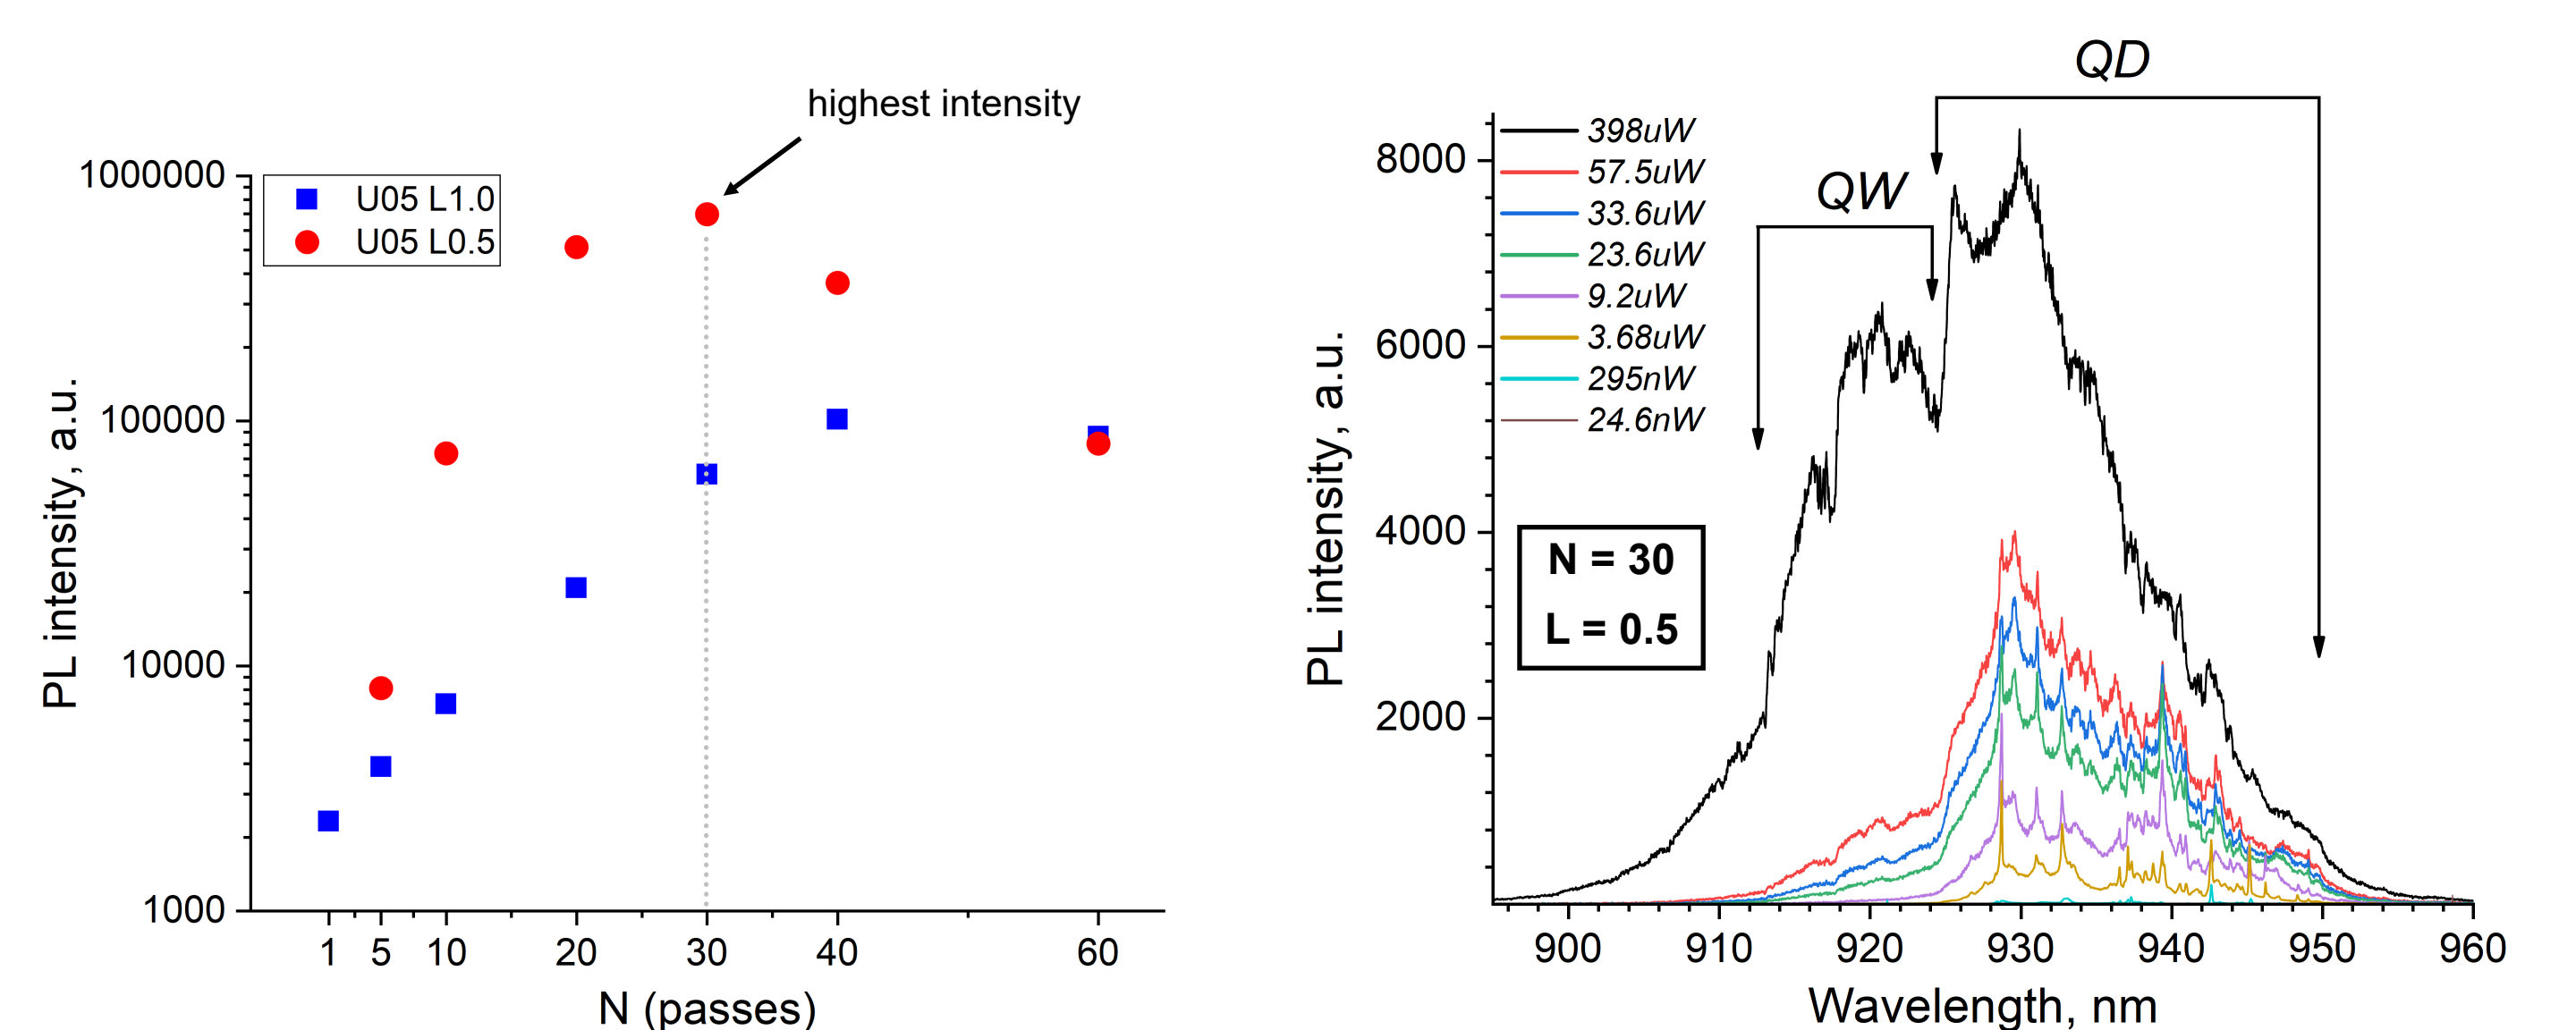 highest intensity
1000000
100000
10000
1000
PL intensity, a.u.
U05 L1.0
U05 L0.5
1 5 10 20 30 40 60
N (passes)
QD
QW
398uW
57.5uW
33.6uW
23.6uW
9.2uW
3.68uW
295nW
24.6nW
8000
6000
4000
2000
PL intensity, a.u.
N = 30
L = 0.5
900 910 920 930 940 950 960
Wavelength, nm